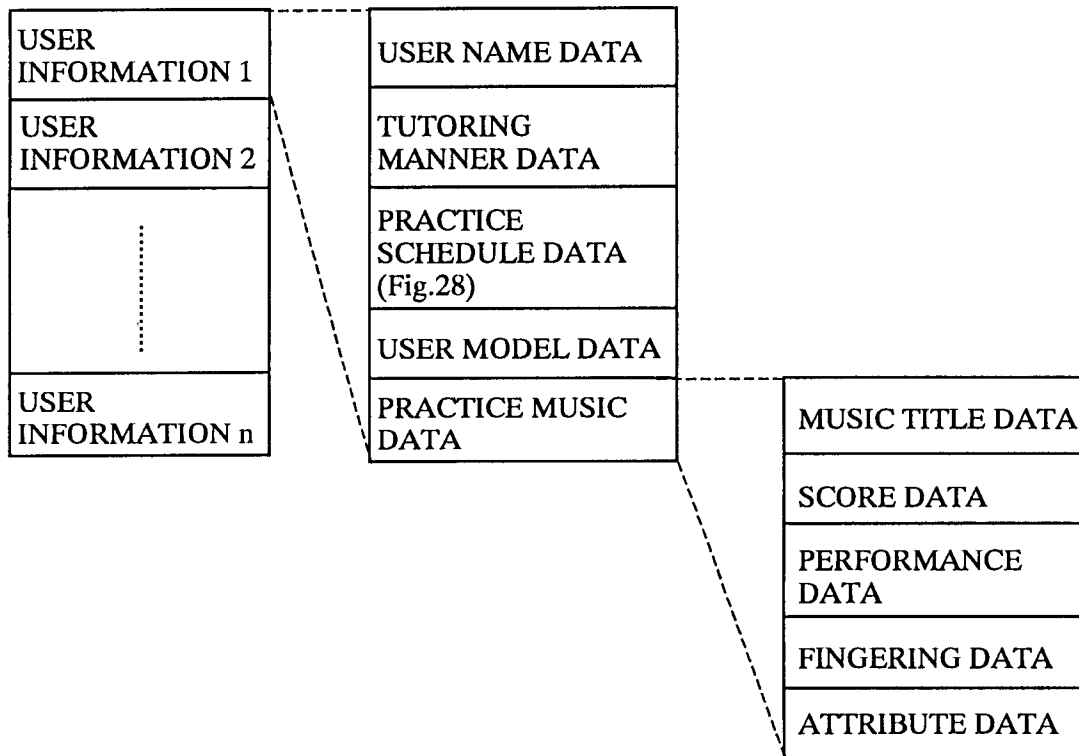 USER
INFORMATION 1
USER
INFORMATION 2
USER
INFORMATION n
USER NAME DATA
TUTORING
MANNER DATA
PRACTICE
SCHEDULE DATA
(Fig.28)
USER MODEL DATA
PRACTICE MUSIC
DATA
MUSIC TITLE DATA
SCORE DATA
PERFORMANCE
DATA
FINGERING DATA
ATTRIBUTE DATA